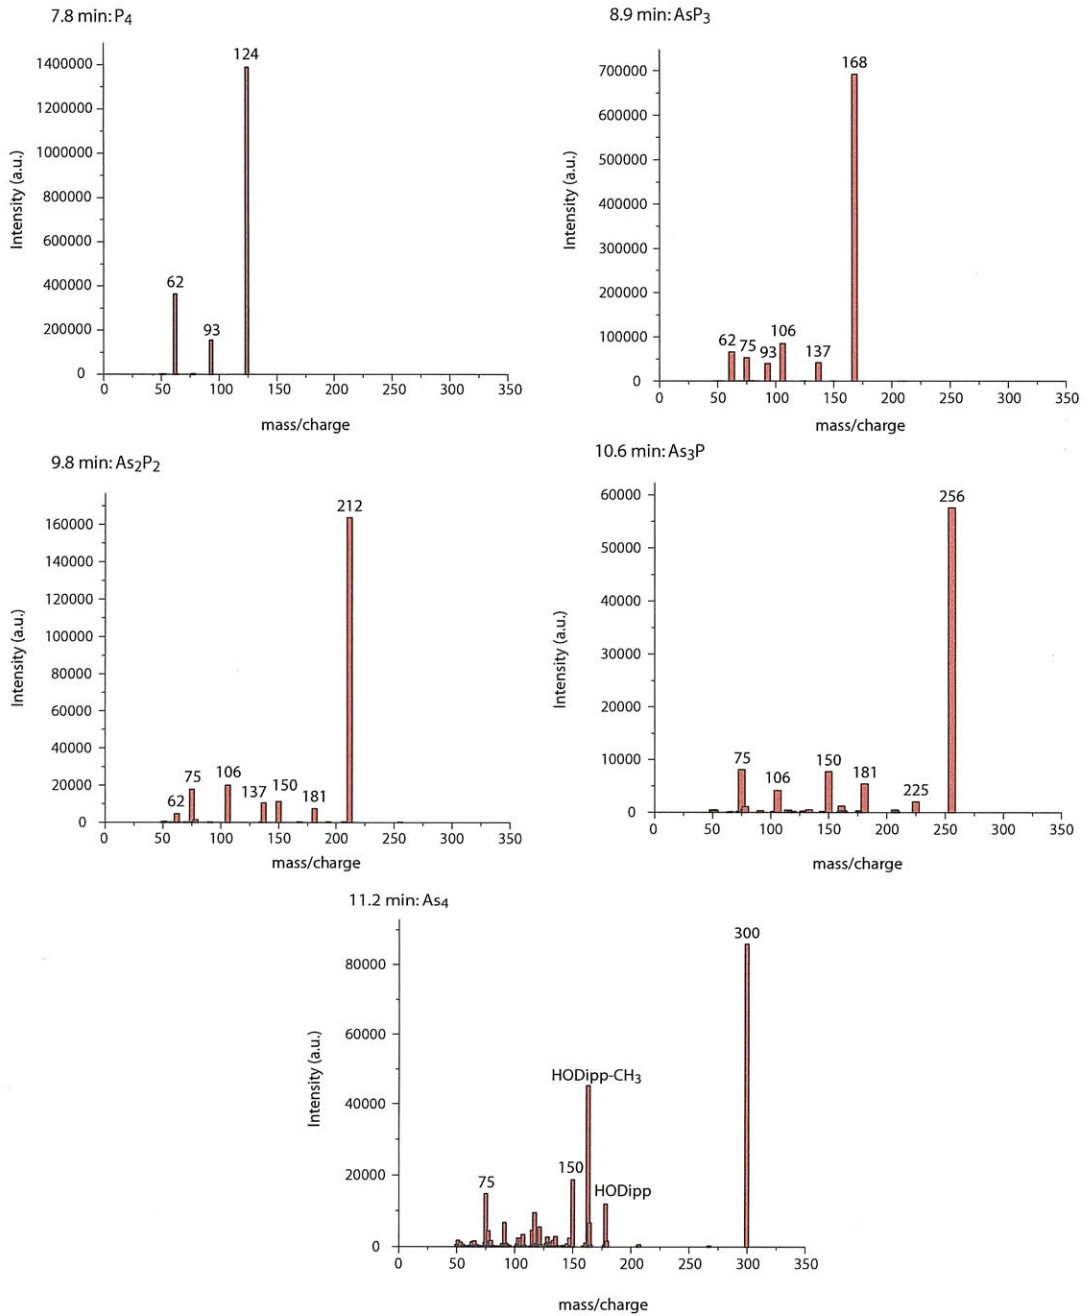 7.8 min: P4
Intensity (a.u.)
1400000
1200000
1000000
800000
600000
400000
200000
0
62
93
124
0 50 100 150 200 250 300 350
mass/charge
8.9 min: AsP3
Intensity (a.u.)
700000
600000
500000
400000
300000
200000
100000
0
62 75 93 106 137 168
0 50 100 150 200 250 300 350
mass/charge
9.8 min: As2P2
Intensity (a.u.)
160000
140000
120000
100000
80000
60000
40000
20000
0
62 75 106 137 150 181 212
0 50 100 150 200 250 300 350
mass/charge
10.6 min: As3P
Intensity (a.u.)
60000
50000
40000
30000
20000
10000
0
75 106 150 181 225 256
0 50 100 150 200 250 300 350
mass/charge
11.2 min: As4
Intensity (a.u.)
80000
60000
40000
20000
0
75
150
HODipp-CH3
HODipp
300
0 50 100 150 200 250 300 350
mass/charge